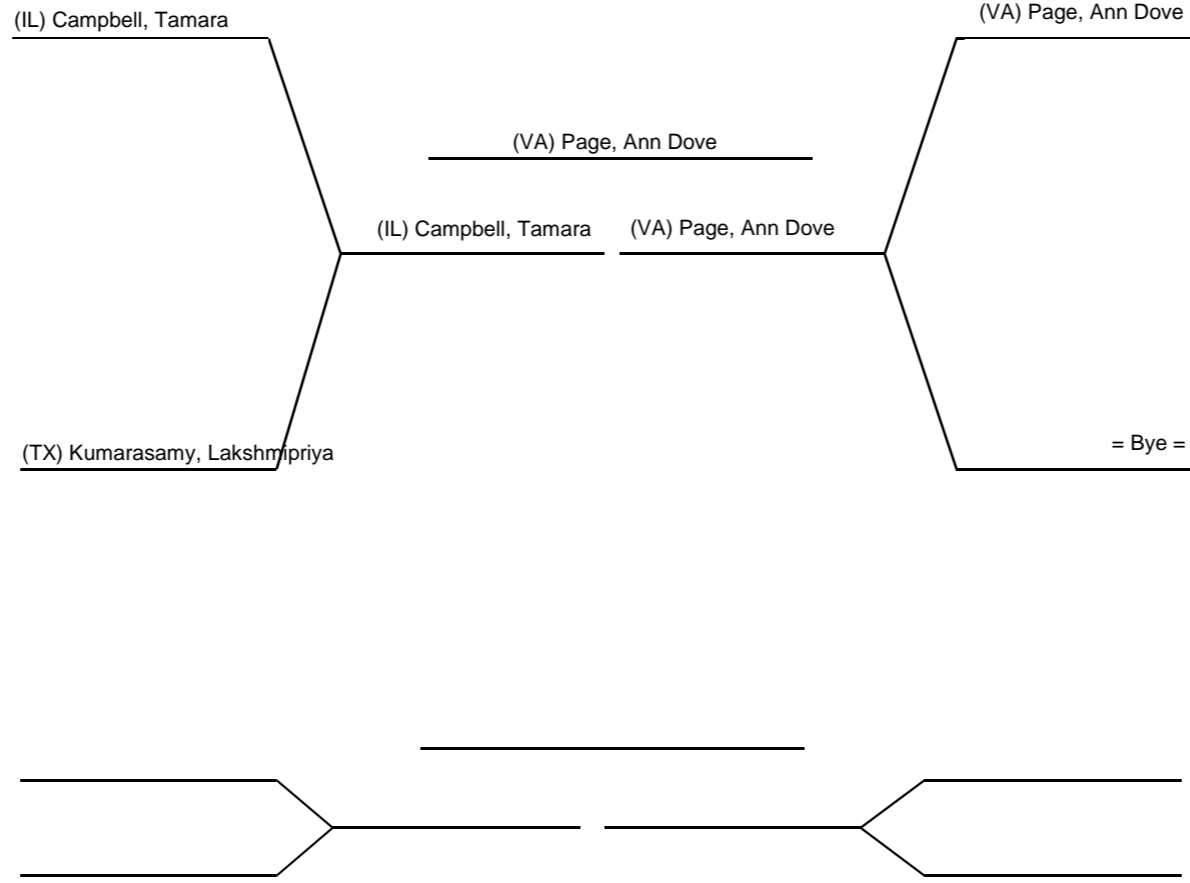 (IL) Campbell, Tamara
(VA) Page, Ann Dove
(VA) Page, Ann Dove
(IL) Campbell, Tamara
(VA) Page, Ann Dove
(TX) Kumarasamy, Lakshmipriya
= Bye =